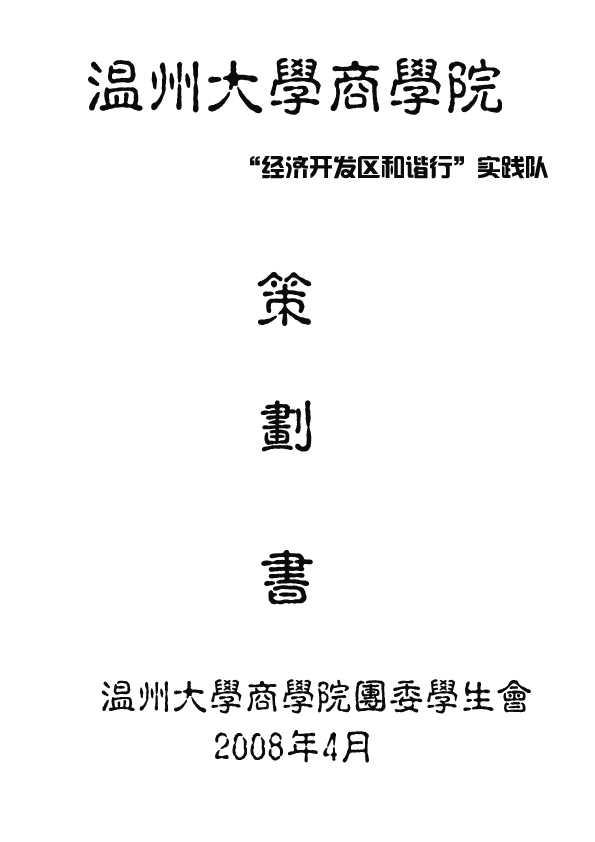 温州大學商學院
“经济开发区和谐行”实践队
策
劃
書
温州大學商學院團委學生會
2008年4月